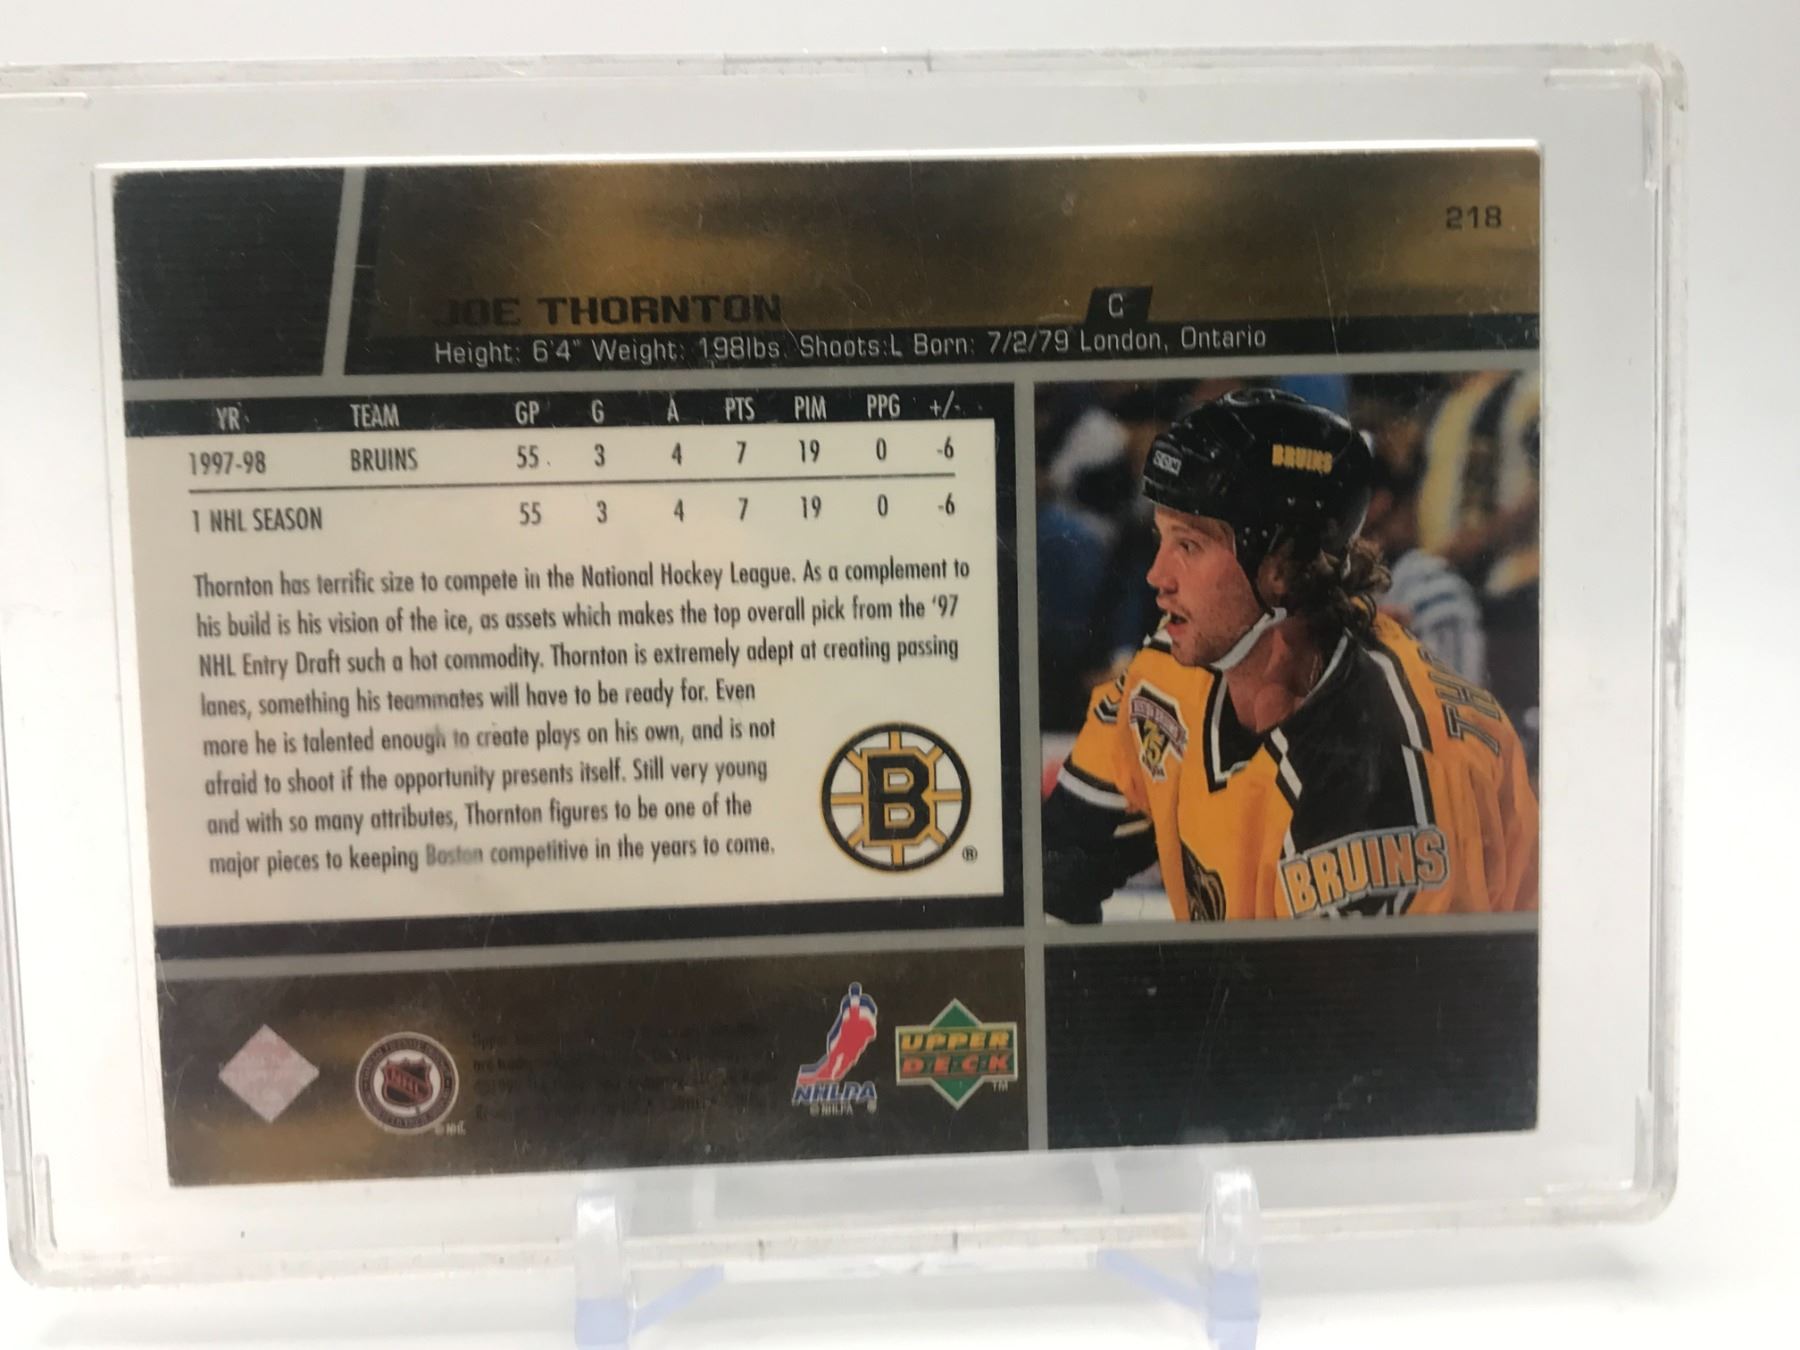 218
JOE THORNTON
C
Height: 6'4" Weight: 198lbs. Shoots:L Born: 7/2/79 London, Ontario
YR. TEAM GP G A PTS PIM PPG +/-
1997-98 BRUINS 55 3 4 7 19 0 -6
1 NHL SEASON 55 3 4 7 19 0 -6
Thornton has terrific size to compete in the National Hockey League. As a complement to
his build is his vision of the ice, as assets which makes the top overall pick from the '97
NHL Entry Draft such a hot commodity. Thornton is extremely adept at creating passing
lanes, something his teammates will have to be ready for. Even
more he is talented enough to create plays on his own, and is not
afraid to shoot if the opportunity presents itself. Still very young
and with so many attributes, Thornton figures to be one of the
major pieces to keeping Boston competitive in the years to come.
B
®
CCM
BRUINS
75
THO
BRUINS
NHL
© NHL
NHLPA
© NHLPA ®
UPPER
DECK
™